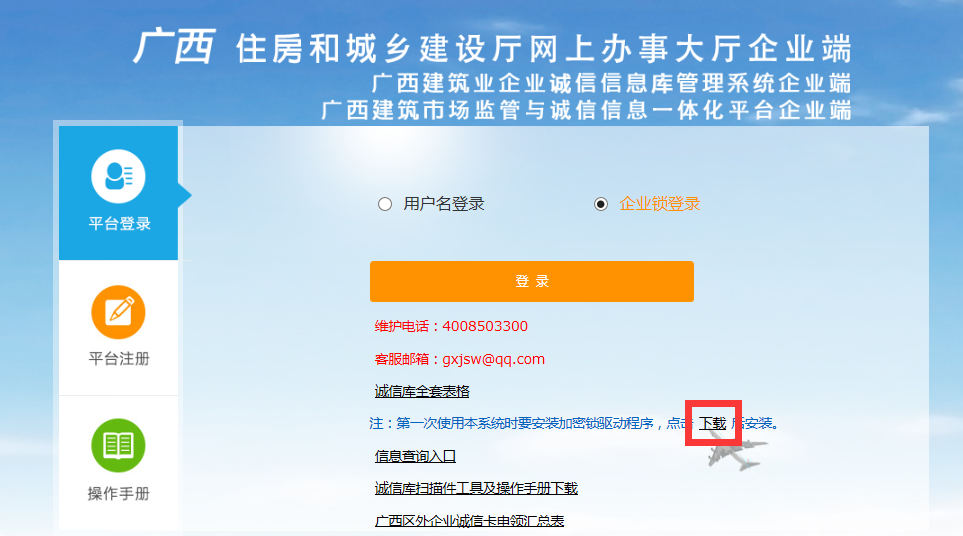 广西 住房和城乡建设厅网上办事大厅企业端
广西建筑业企业诚信信息库管理系统企业端
广西建筑市场监管与诚信信息一体化平台企业端
平台登录
用户名登录 企业锁登录
登 录
平台注册
维护电话：4008503300
客服邮箱：gxjsw@qq.com
诚信库全套表格
注：第一次使用本系统时要安装加密锁驱动程序，点击 下载 后安装。
操作手册
信息查询入口
诚信库扫描件工具及操作手册下载
广西区外企业诚信卡申领汇总表